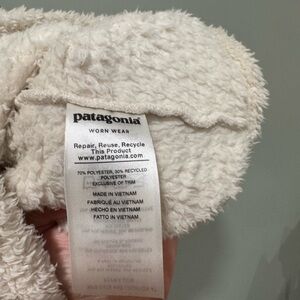 patagonia®
WORN WEAR
Repair, Reuse, Recycle
This Product
www.patagonia.com
70% POLYESTER, 30% RECYCLED
POLYESTER
EXCLUSIVE OF TRIM
MADE IN VIETNAM
FABRIQUÉ AU VIETNAM
HECHO EN VIETNAM
FATTO IN VIETNAM